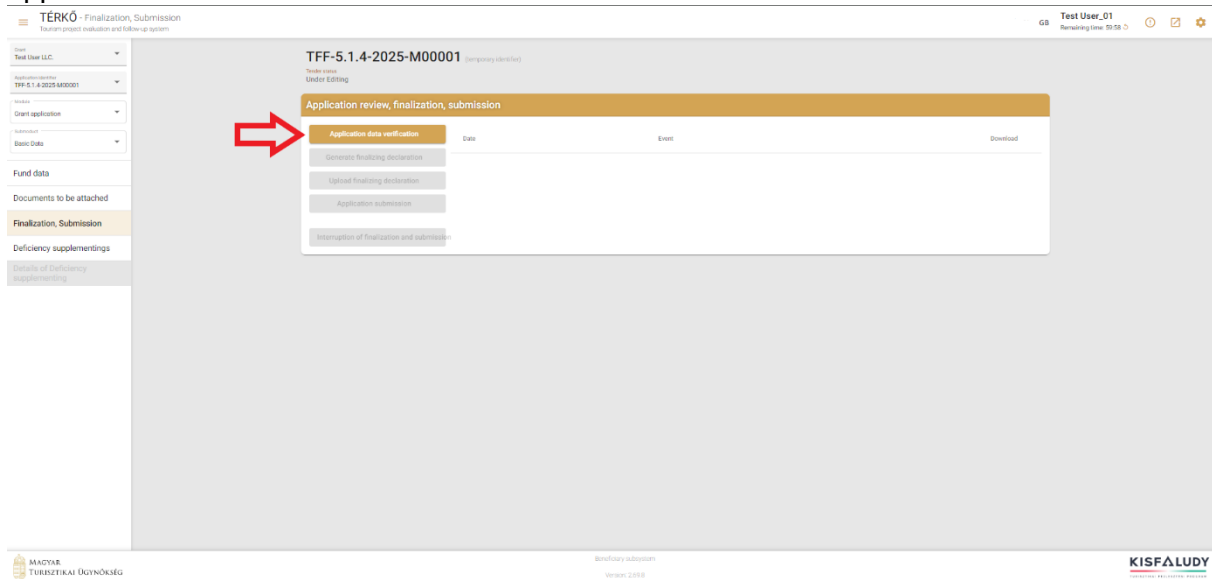 TÉRKŐ - Finalization, Submission
Tourism project evaluation and follow-up system
GB
Test User_01
Remaining time: 59:58
Test User LLC.
Application identifier
TFF-5.1.4-2025-M00001
Module
Grant application
Submodule
Basic Data
Fund data
Documents to be attached
Finalization, Submission
Deficiency supplementings
Details of Deficiency
supplementing
TFF-5.1.4-2025-M00001 (temporary identifier)
Tender status
Under Editing
Application review, finalization, submission
Application data verification
Date
Event
Download
Generate finalizing declaration
Upload finalizing declaration
Application submission
Interruption of finalization and submission
MAGYAR
TURISZTIKAI ÜGYNÖKSÉG
Beneficiary subsystem
KISFALUDY